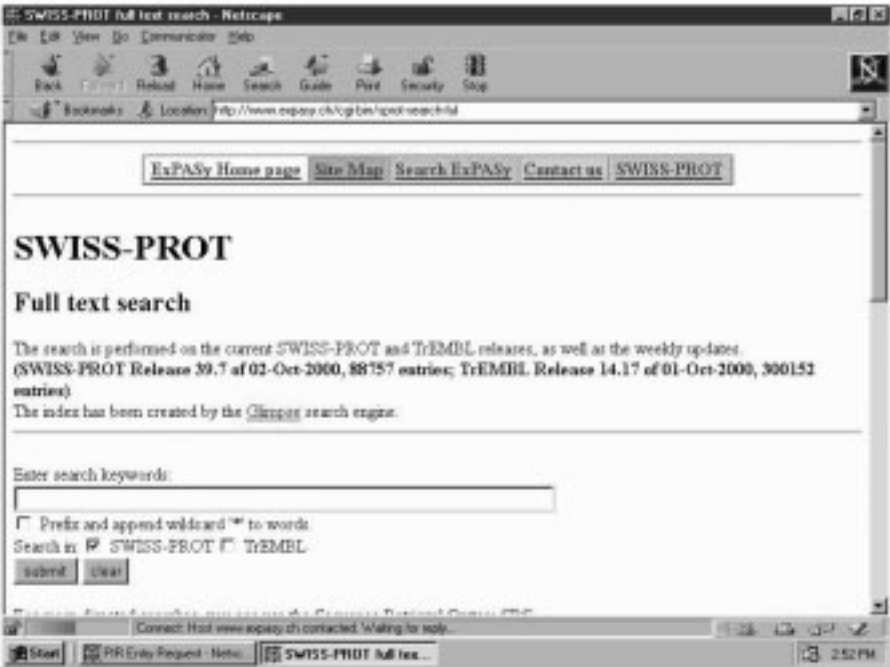 SWISS-PROT full text search - Netscape
File Edit View Go Communicator Help
Back Forward Reload Home Search Guide Print Security Stop
Bookmarks Location: http://www.expasy.ch/cgi-bin/sprot-search-ful
ExPASy Home page Site Map Search ExPASy Contact us SWISS-PROT
SWISS-PROT
Full text search
The search is performed on the current SWISS-PROT and TrEMBL releases, as well as the weekly updates.
(SWISS-PROT Release 39.7 of 02-Oct-2000, 88757 entries; TrEMBL Release 14.17 of 01-Oct-2000, 300152
entries)
The index has been created by the Glimpse search engine.
Enter search keywords:
Prefix and append wildcard '*' to words.
Search in: SWISS-PROT TrEMBL
submit clear
Connect: Host www.expasy.ch contacted. Waiting for reply...
Start PIR Entry Request - Netsc... SWISS-PROT full tex... 2:52 PM